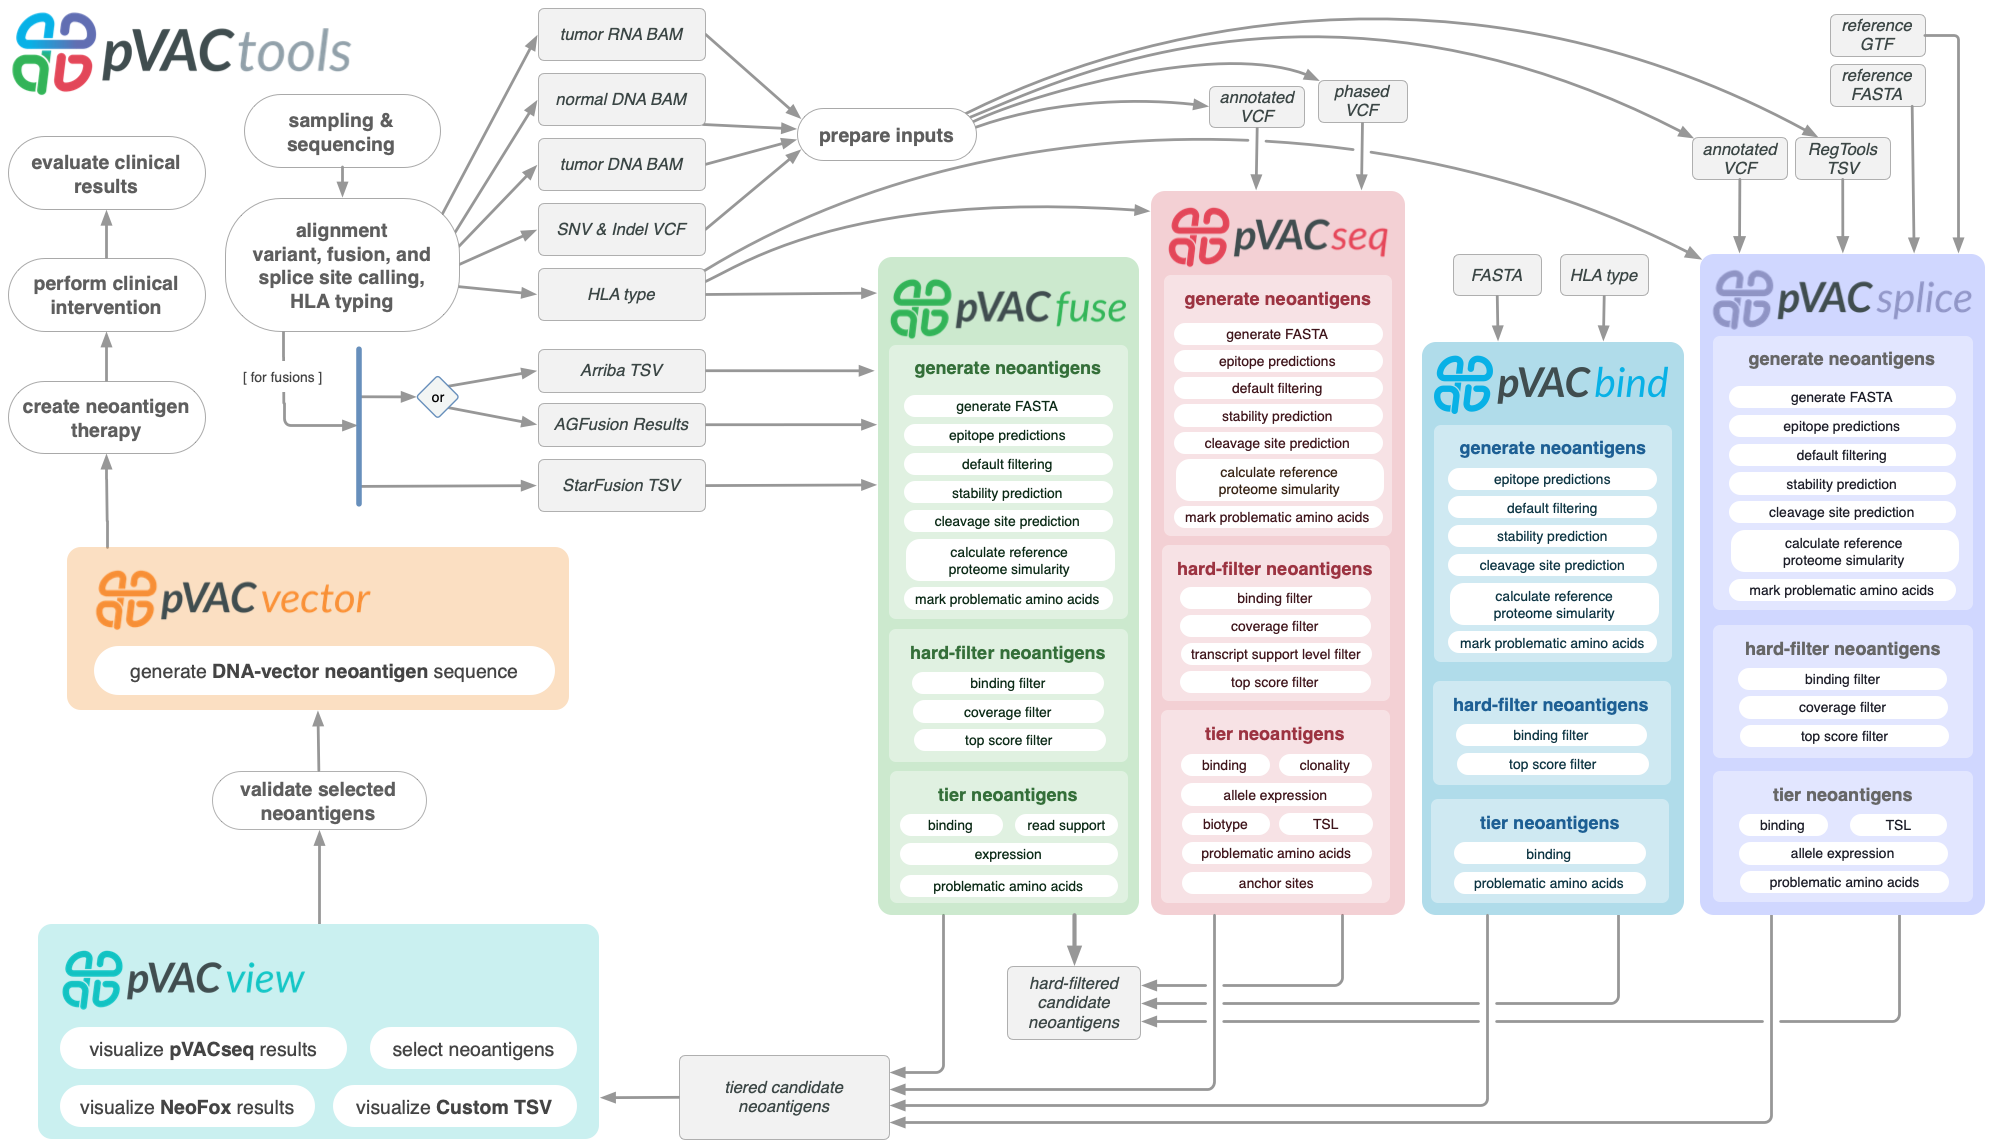 pVACtools
sampling &
sequencing
evaluate clinical
results
perform clinical
intervention
create neoantigen
therapy
alignment
variant, fusion, and
splice site calling,
HLA typing
[ for fusions ]
or
tumor RNA BAM
normal DNA BAM
tumor DNA BAM
SNV & Indel VCF
HLA type
Arriba TSV
AGFusion Results
StarFusion TSV
prepare inputs
annotated
VCF
phased
VCF
annotated
VCF
RegTools
TSV
reference
GTF
reference
FASTA
FASTA
HLA type
pVACvector
generate DNA-vector neoantigen sequence
validate selected
neoantigens
pVACview
visualize pVACseq results
select neoantigens
visualize NeoFox results
visualize Custom TSV
pVACfuse
generate neoantigens
generate FASTA
epitope predictions
default filtering
stability prediction
cleavage site prediction
calculate reference
proteome simularity
mark problematic amino acids
hard-filter neoantigens
binding filter
coverage filter
top score filter
tier neoantigens
binding
read support
expression
problematic amino acids
pVACseq
generate neoantigens
generate FASTA
epitope predictions
default filtering
stability prediction
cleavage site prediction
calculate reference
proteome simularity
mark problematic amino acids
hard-filter neoantigens
binding filter
coverage filter
transcript support level filter
top score filter
tier neoantigens
binding
clonality
allele expression
biotype
TSL
problematic amino acids
anchor sites
pVACbind
generate neoantigens
epitope predictions
default filtering
stability prediction
cleavage site prediction
calculate reference
proteome simularity
mark problematic amino acids
hard-filter neoantigens
binding filter
top score filter
tier neoantigens
binding
problematic amino acids
pVACsplice
generate neoantigens
generate FASTA
epitope predictions
default filtering
stability prediction
cleavage site prediction
calculate reference
proteome simularity
mark problematic amino acids
hard-filter neoantigens
binding filter
coverage filter
top score filter
tier neoantigens
binding
TSL
allele expression
problematic amino acids
hard-filtered
candidate
neoantigens
tiered candidate
neoantigens